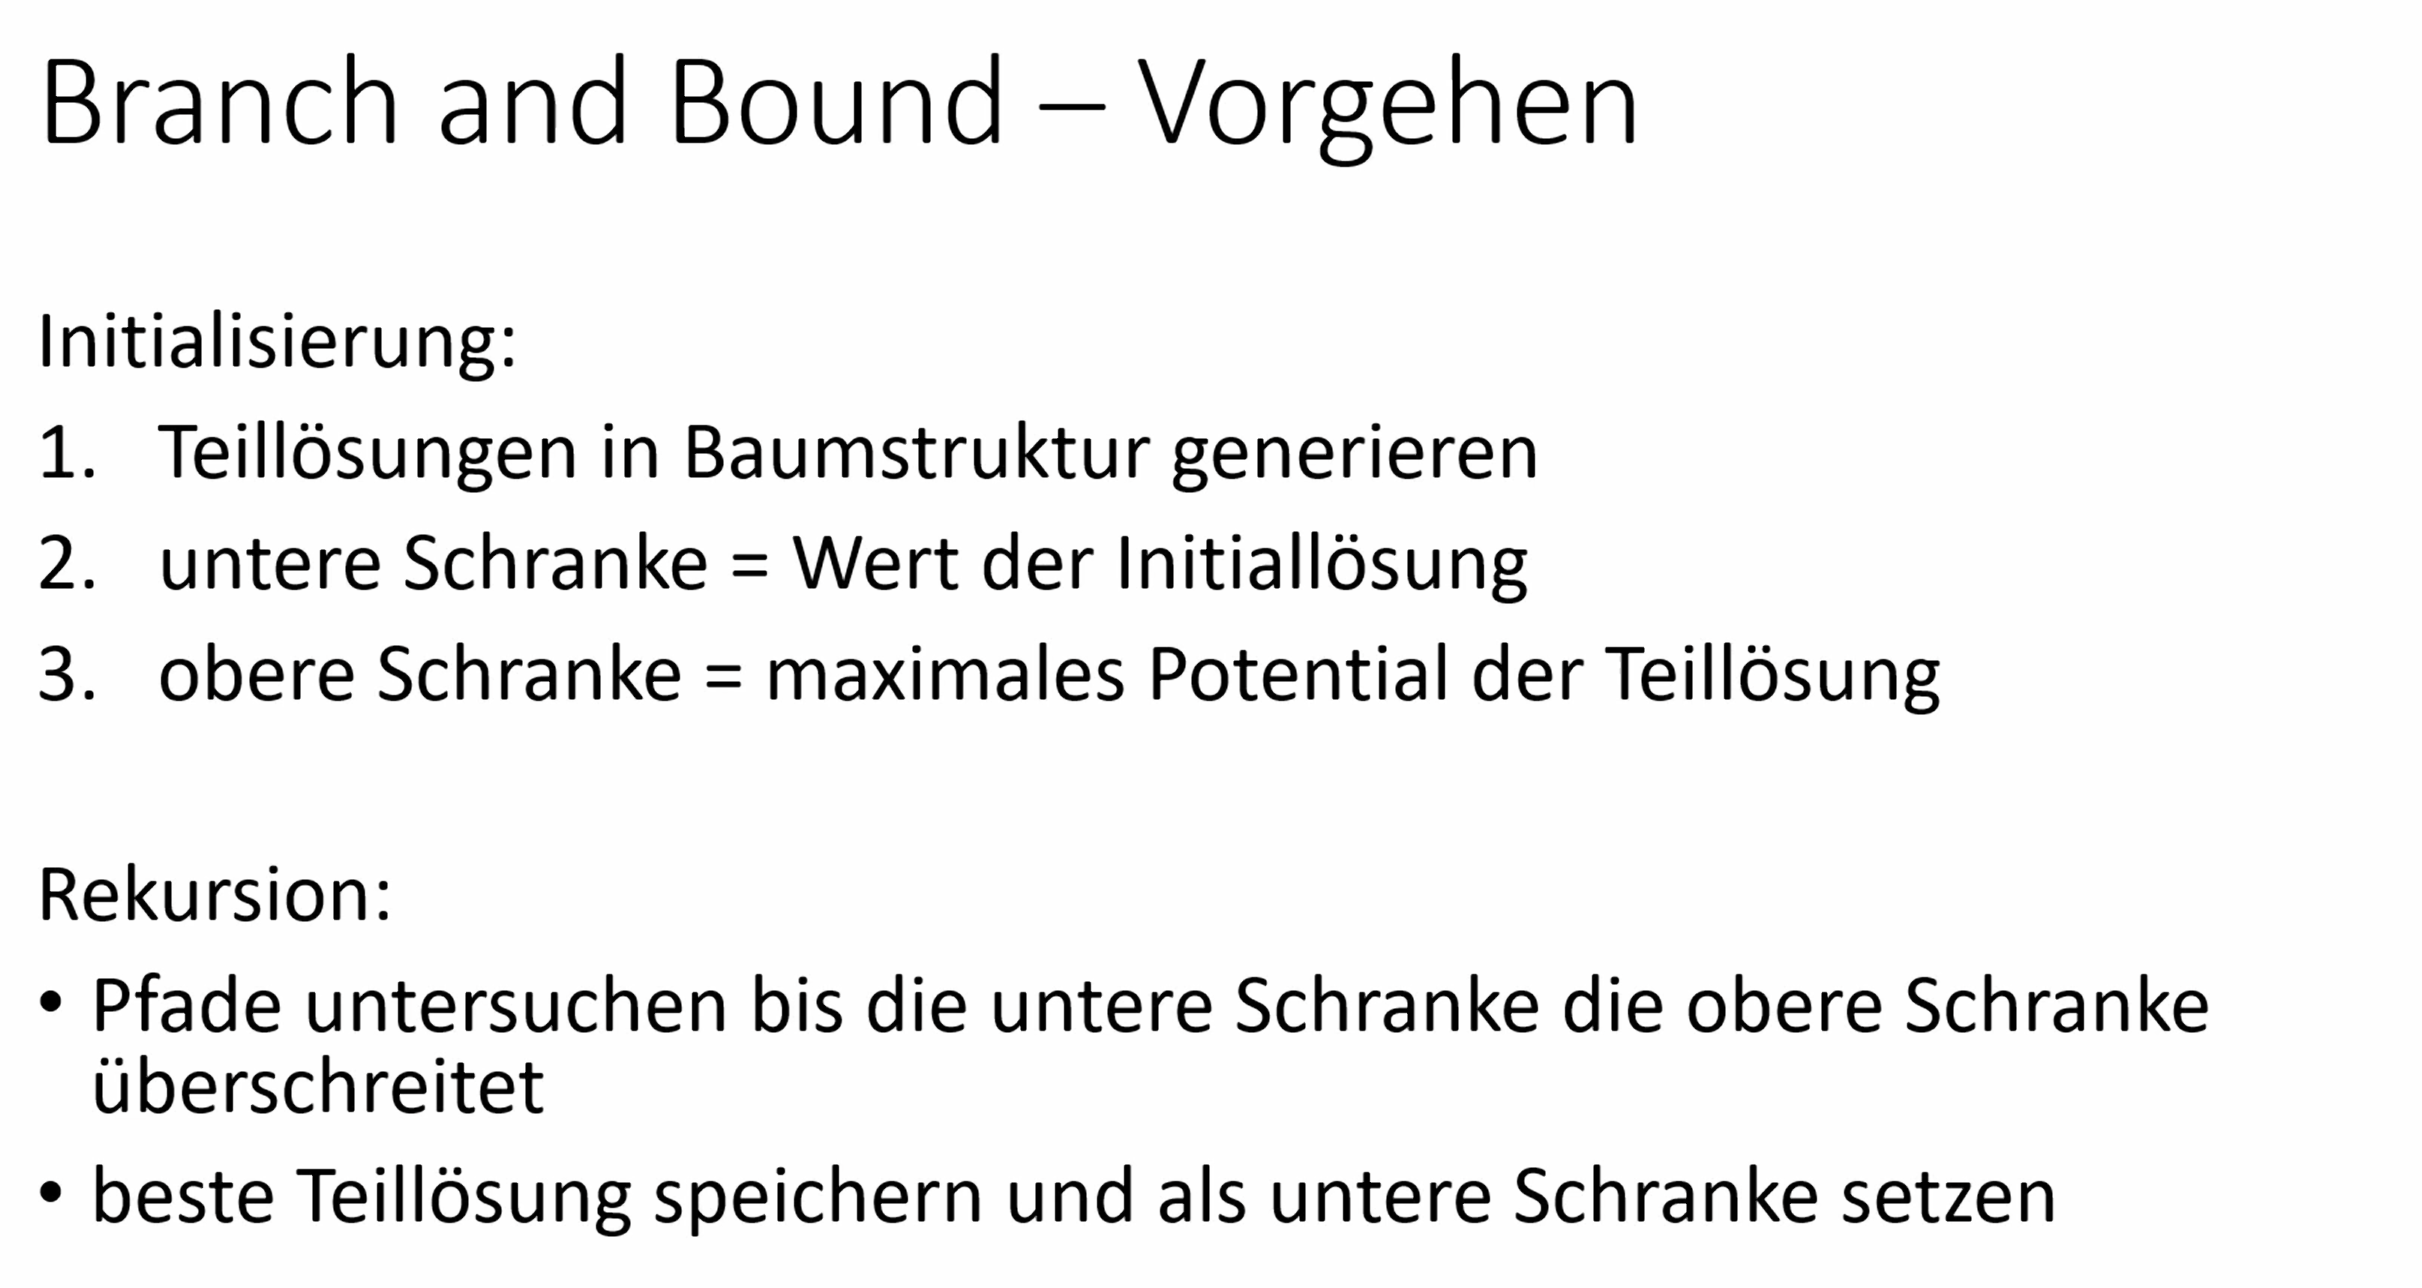 Branch and Bound – Vorgehen
Initialisierung:
1. Teillösungen in Baumstruktur generieren
2. untere Schranke = Wert der Initiallösung
3. obere Schranke = maximales Potential der Teillösung
Rekursion:
• Pfade untersuchen bis die untere Schranke die obere Schranke
überschreitet
• beste Teillösung speichern und als untere Schranke setzen